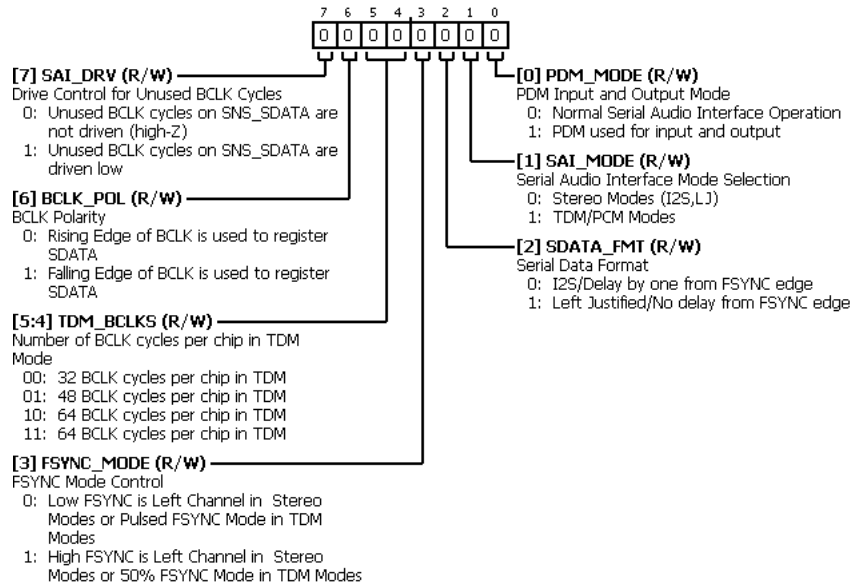 7 6 5 4 3 2 1 0
0 0 0 0 0 0 0 0
[7] SAI_DRV (R/W)
Drive Control for Unused BCLK Cycles
0: Unused BCLK cycles on SNS_SDATA are
not driven (high-Z)
1: Unused BCLK cycles on SNS_SDATA are
driven low
[6] BCLK_POL (R/W)
BCLK Polarity
0: Rising Edge of BCLK is used to register
SDATA
1: Falling Edge of BCLK is used to register
SDATA
[5:4] TDM_BCLKS (R/W)
Number of BCLK cycles per chip in TDM
Mode
00: 32 BCLK cycles per chip in TDM
01: 48 BCLK cycles per chip in TDM
10: 64 BCLK cycles per chip in TDM
11: 64 BCLK cycles per chip in TDM
[3] FSYNC_MODE (R/W)
FSYNC Mode Control
0: Low FSYNC is Left Channel in Stereo
Modes or Pulsed FSYNC Mode in TDM
Modes
1: High FSYNC is Left Channel in Stereo
Modes or 50% FSYNC Mode in TDM Modes
[0] PDM_MODE (R/W)
PDM Input and Output Mode
0: Normal Serial Audio Interface Operation
1: PDM used for input and output
[1] SAI_MODE (R/W)
Serial Audio Interface Mode Selection
0: Stereo Modes (I2S,LJ)
1: TDM/PCM Modes
[2] SDATA_FMT (R/W)
Serial Data Format
0: I2S/Delay by one from FSYNC edge
1: Left Justified/No delay from FSYNC edge